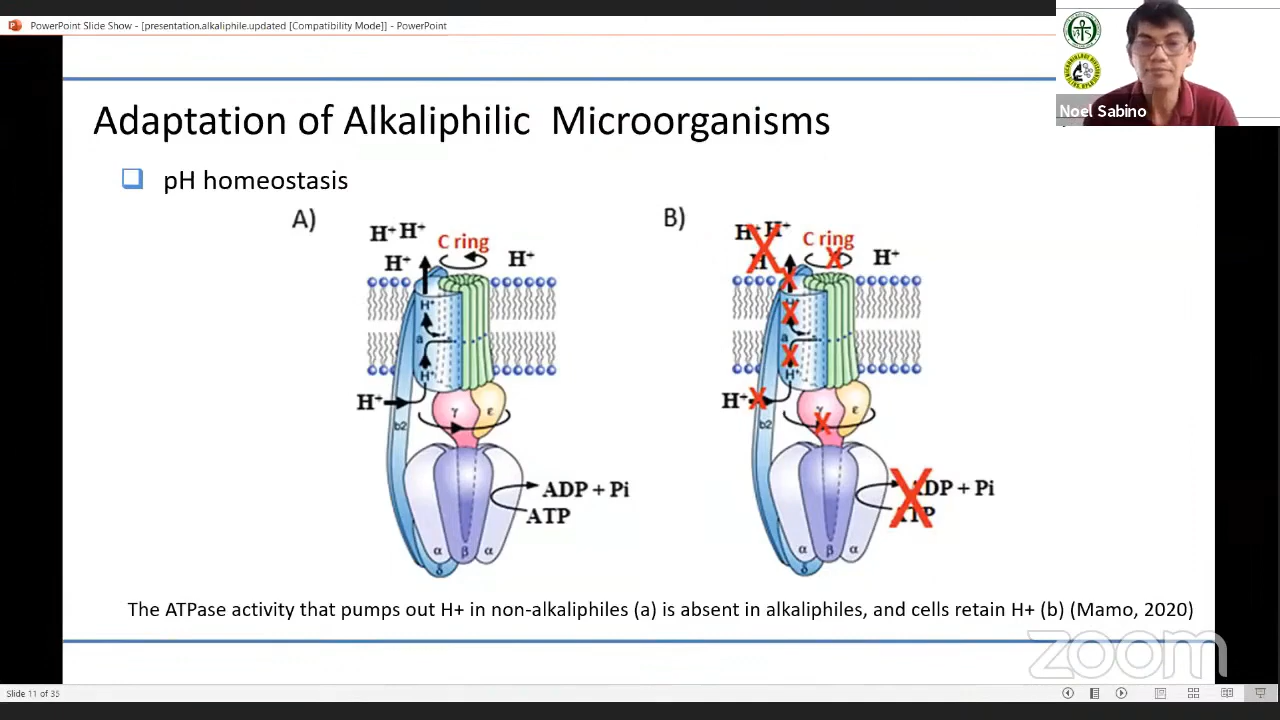 PowerPoint Slide Show - [presentation.alkaliphile.updated [Compatibility Mode]] - PowerPoint
Noel Sabino
Adaptation of Alkaliphilic Microorganisms
pH homeostasis
A)
H⁺ H⁺
C ring
H⁺
H⁺
H⁺
a
H⁺
H⁺
γ
ε
b2
ADP + Pi
ATP
α
β
α
δ
B)
H⁺ H⁺
X
C ring
X
H
H⁺
X
H⁺
X
a
X
H⁺
H⁺
X
γ
ε
X
b2
X
ADP + Pi
ATP
α
β
α
δ
The ATPase activity that pumps out H+ in non-alkaliphiles (a) is absent in alkaliphiles, and cells retain H+ (b) (Mamo, 2020)
zoom
Slide 11 of 35